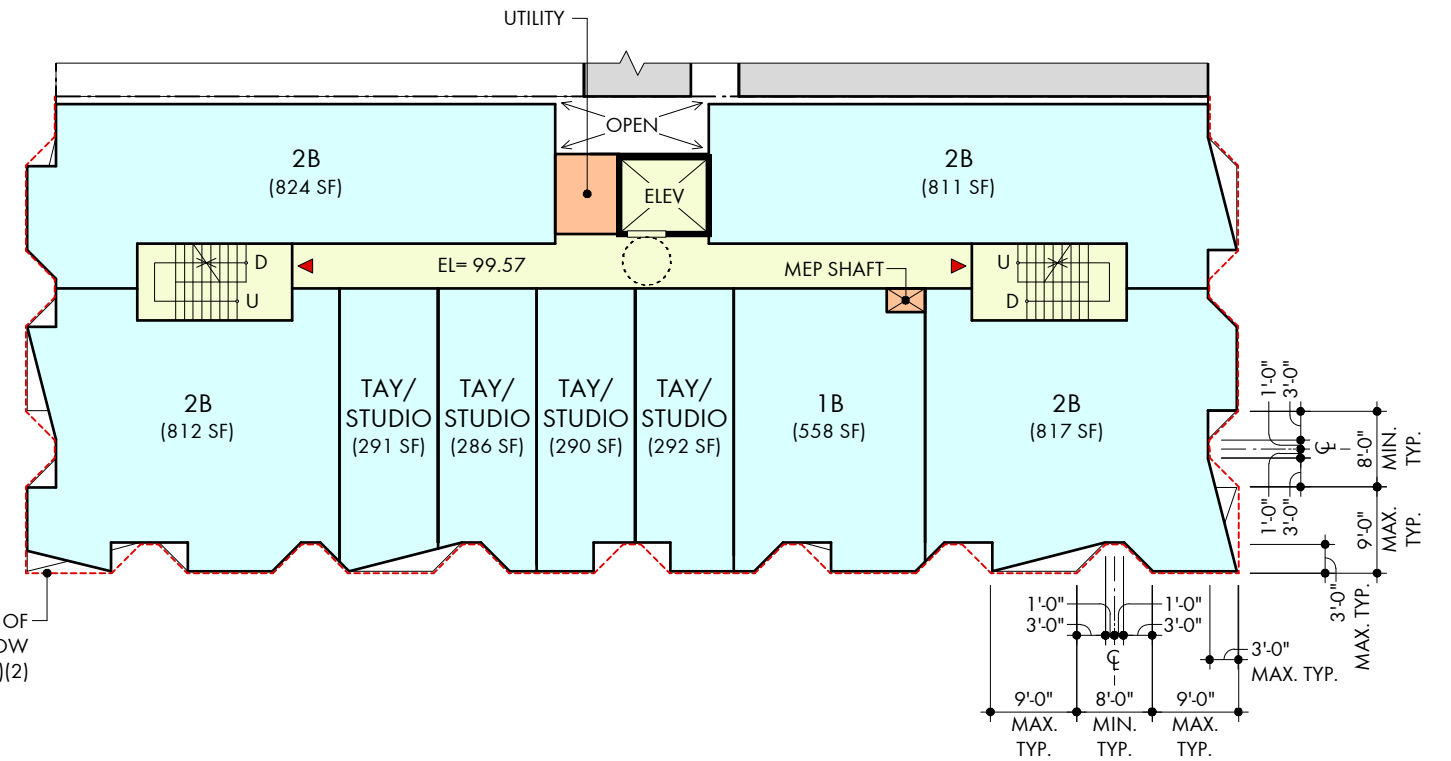 UTILITY
OPEN
2B
(824 SF)
ELEV
2B
(811 SF)
D
U
EL= 99.57
MEP SHAFT
U
D
2B
(812 SF)
TAY/
STUDIO
(291 SF)
TAY/
STUDIO
(286 SF)
TAY/
STUDIO
(290 SF)
TAY/
STUDIO
(292 SF)
1B
(558 SF)
2B
(817 SF)
1'-0"
3'-0"
℄
8'-0"
MIN.
TYP.
1'-0"
3'-0"
9'-0"
MAX.
TYP.
3'-0"
MAX. TYP.
OF
)(2)
1'-0"
1'-0"
3'-0"
3'-0"
℄
3'-0"
MAX. TYP.
9'-0"
MAX.
TYP.
8'-0"
MIN.
TYP.
9'-0"
MAX.
TYP.